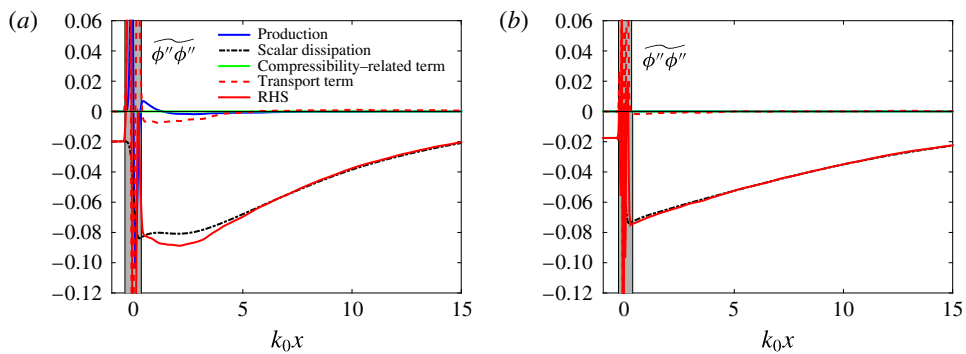 (a)
0.06
0.04
0.02
0
−0.02
−0.04
−0.06
−0.08
−0.10
−0.12
0
5
10
15
k₀x
ϕ″ϕ″
Production
Scalar dissipation
Compressibility–related term
Transport term
RHS
(b)
0.06
0.04
0.02
0
−0.02
−0.04
−0.06
−0.08
−0.10
−0.12
0
5
10
15
k₀x
ϕ″ϕ″